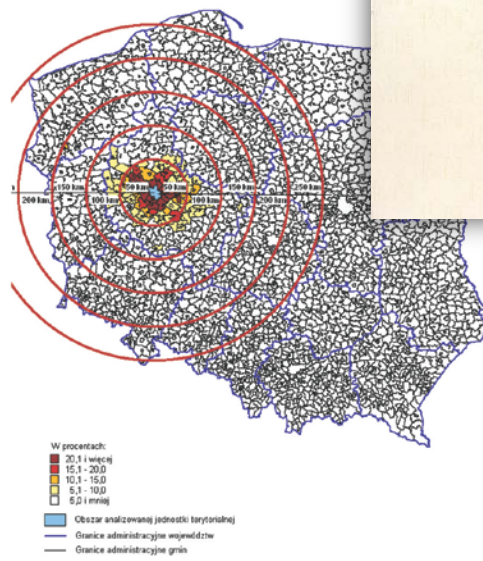 150 km
50 km
50 km
150 km
250 km
200 km
100 km
100 km
200 km
W procentach:
20,1 i więcej
15,1 - 20,0
10,1 - 15,0
5,1 - 10,0
5,0 i mniej
Obszar analizowanej jednostki terytorialnej
Granice administracyjne województw
Granice administracyjne gmin